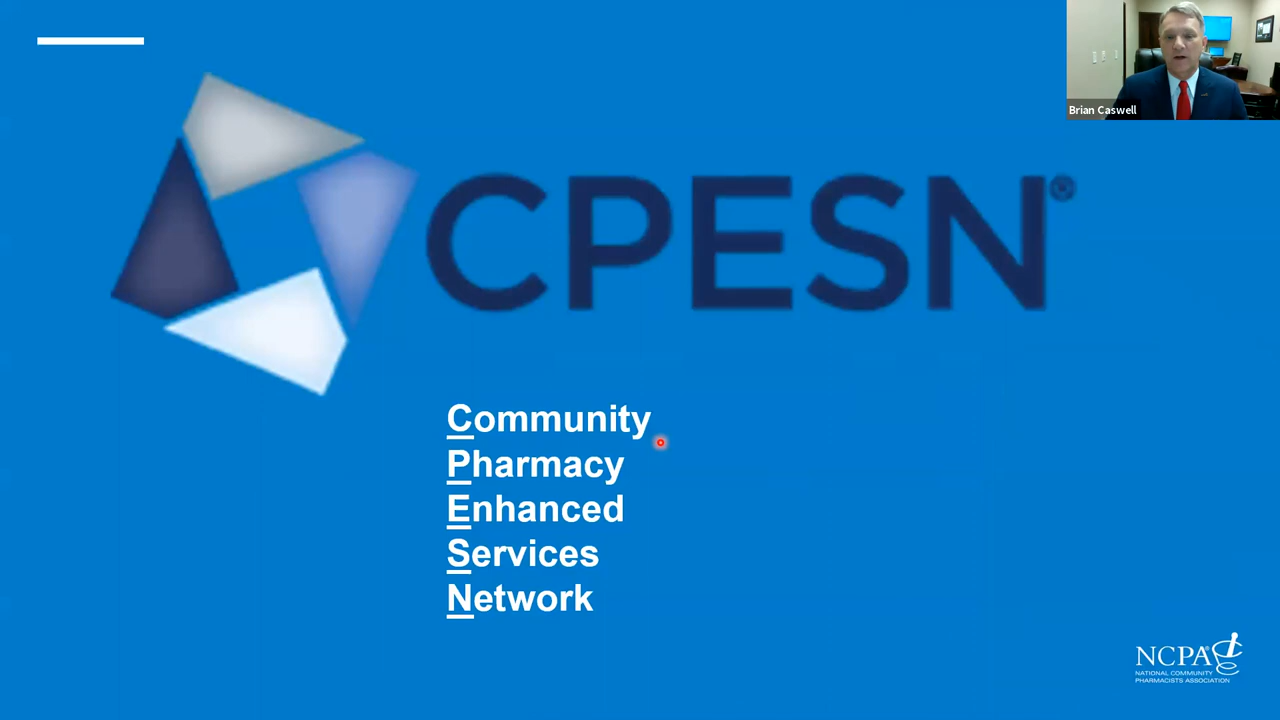 Brian Caswell
CPESN®
Community
Pharmacy
Enhanced
Services
Network
NCPA®
NATIONAL COMMUNITY
PHARMACISTS ASSOCIATION